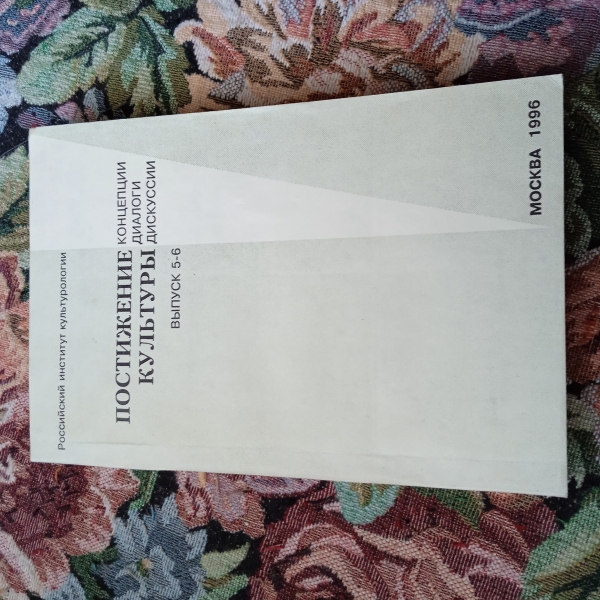 Российский институт культурологии
ПОСТИЖЕНИЕ КОНЦЕПЦИИ
КУЛЬТУРЫ ДИАЛОГИ
ДИСКУССИИ
ВЫПУСК 5-6
МОСКВА 1996